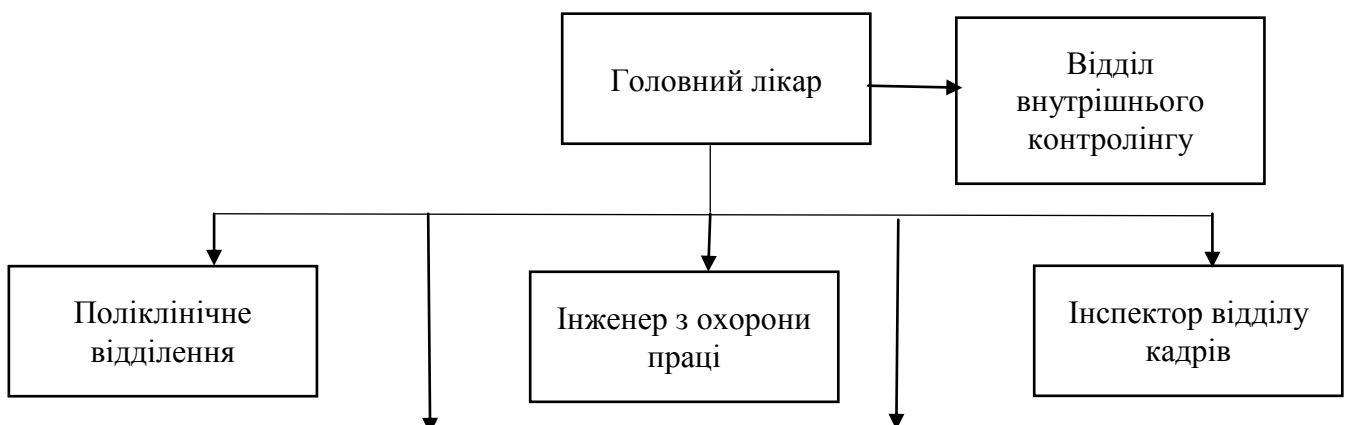 Головний лікар
Відділ
внутрішнього
контролінгу
Поліклінічне
відділення
Інженер з охорони
праці
Інспектор відділу
кадрів